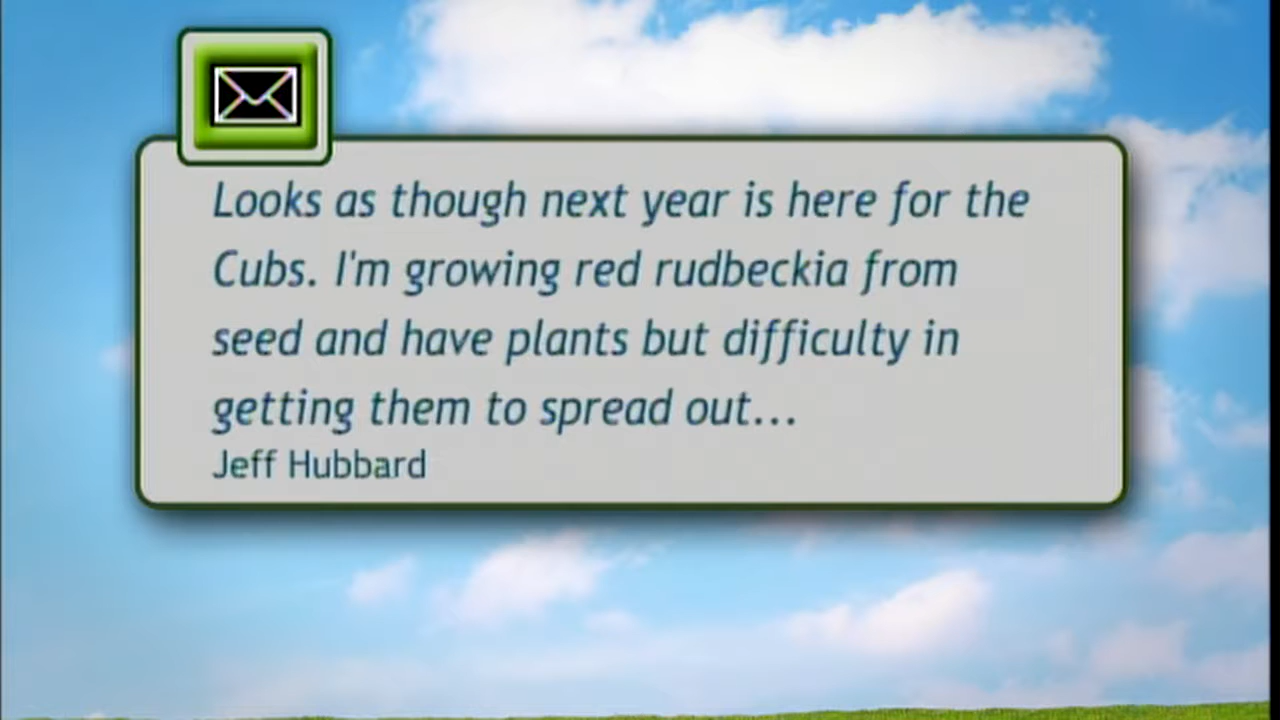 Looks as though next year is here for the
Cubs. I'm growing red rudbeckia from
seed and have plants but difficulty in
getting them to spread out...
Jeff Hubbard